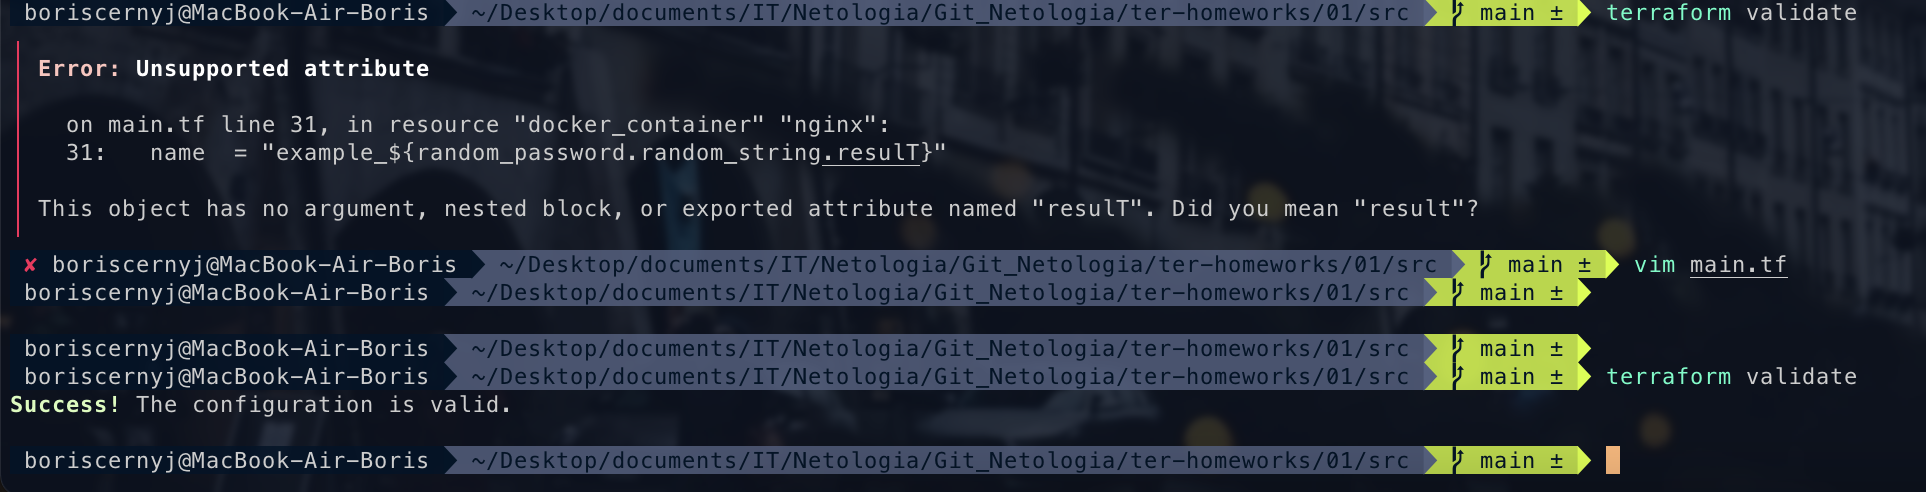 boriscernyj@MacBook-Air-Boris ~/Desktop/documents/IT/Netologia/Git_Netologia/ter-homeworks/01/src main ± terraform validate
Error: Unsupported attribute
on main.tf line 31, in resource "docker_container" "nginx":
31:   name  = "example_${random_password.random_string.resulT}"
This object has no argument, nested block, or exported attribute named "resulT". Did you mean "result"?
✘ boriscernyj@MacBook-Air-Boris ~/Desktop/documents/IT/Netologia/Git_Netologia/ter-homeworks/01/src main ± vim main.tf
boriscernyj@MacBook-Air-Boris ~/Desktop/documents/IT/Netologia/Git_Netologia/ter-homeworks/01/src main ±
boriscernyj@MacBook-Air-Boris ~/Desktop/documents/IT/Netologia/Git_Netologia/ter-homeworks/01/src main ±
boriscernyj@MacBook-Air-Boris ~/Desktop/documents/IT/Netologia/Git_Netologia/ter-homeworks/01/src main ± terraform validate
Success! The configuration is valid.
boriscernyj@MacBook-Air-Boris ~/Desktop/documents/IT/Netologia/Git_Netologia/ter-homeworks/01/src main ±